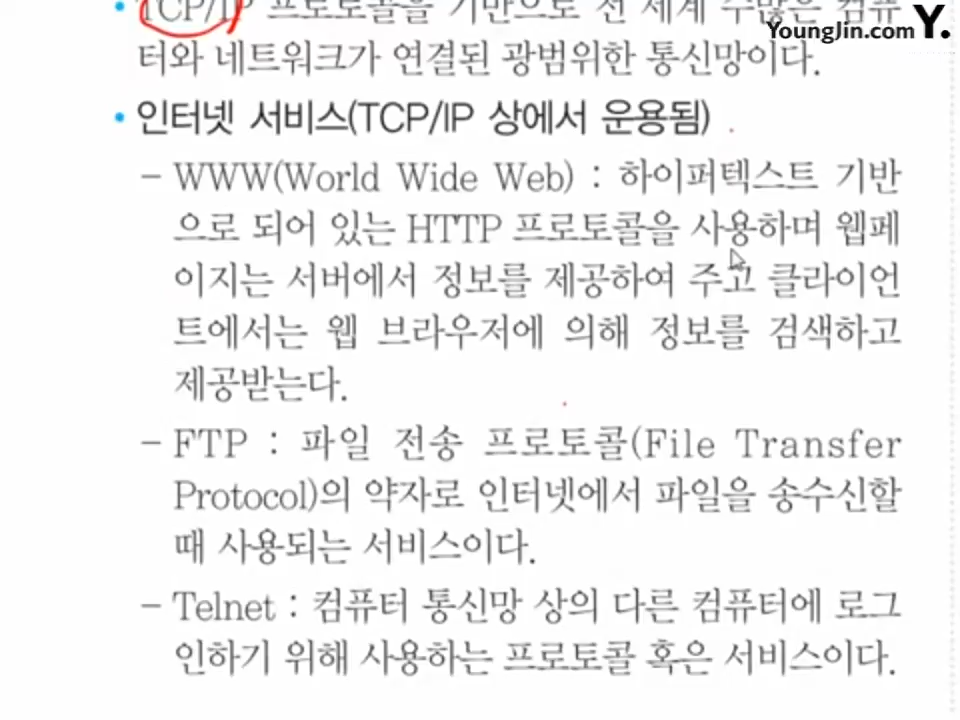 • TCP/IP 프로토콜을 기반으로 전 세계 수많은 컴퓨
YoungJin.com Y.
터와 네트워크가 연결된 광범위한 통신망이다.
• 인터넷 서비스(TCP/IP 상에서 운용됨)
– WWW(World Wide Web) : 하이퍼텍스트 기반
으로 되어 있는 HTTP 프로토콜을 사용하며 웹페
이지는 서버에서 정보를 제공하여 주고 클라이언
트에서는 웹 브라우저에 의해 정보를 검색하고
제공받는다.
– FTP : 파일 전송 프로토콜(File Transfer
Protocol)의 약자로 인터넷에서 파일을 송수신할
때 사용되는 서비스이다.
– Telnet : 컴퓨터 통신망 상의 다른 컴퓨터에 로그
인하기 위해 사용하는 프로토콜 혹은 서비스이다.